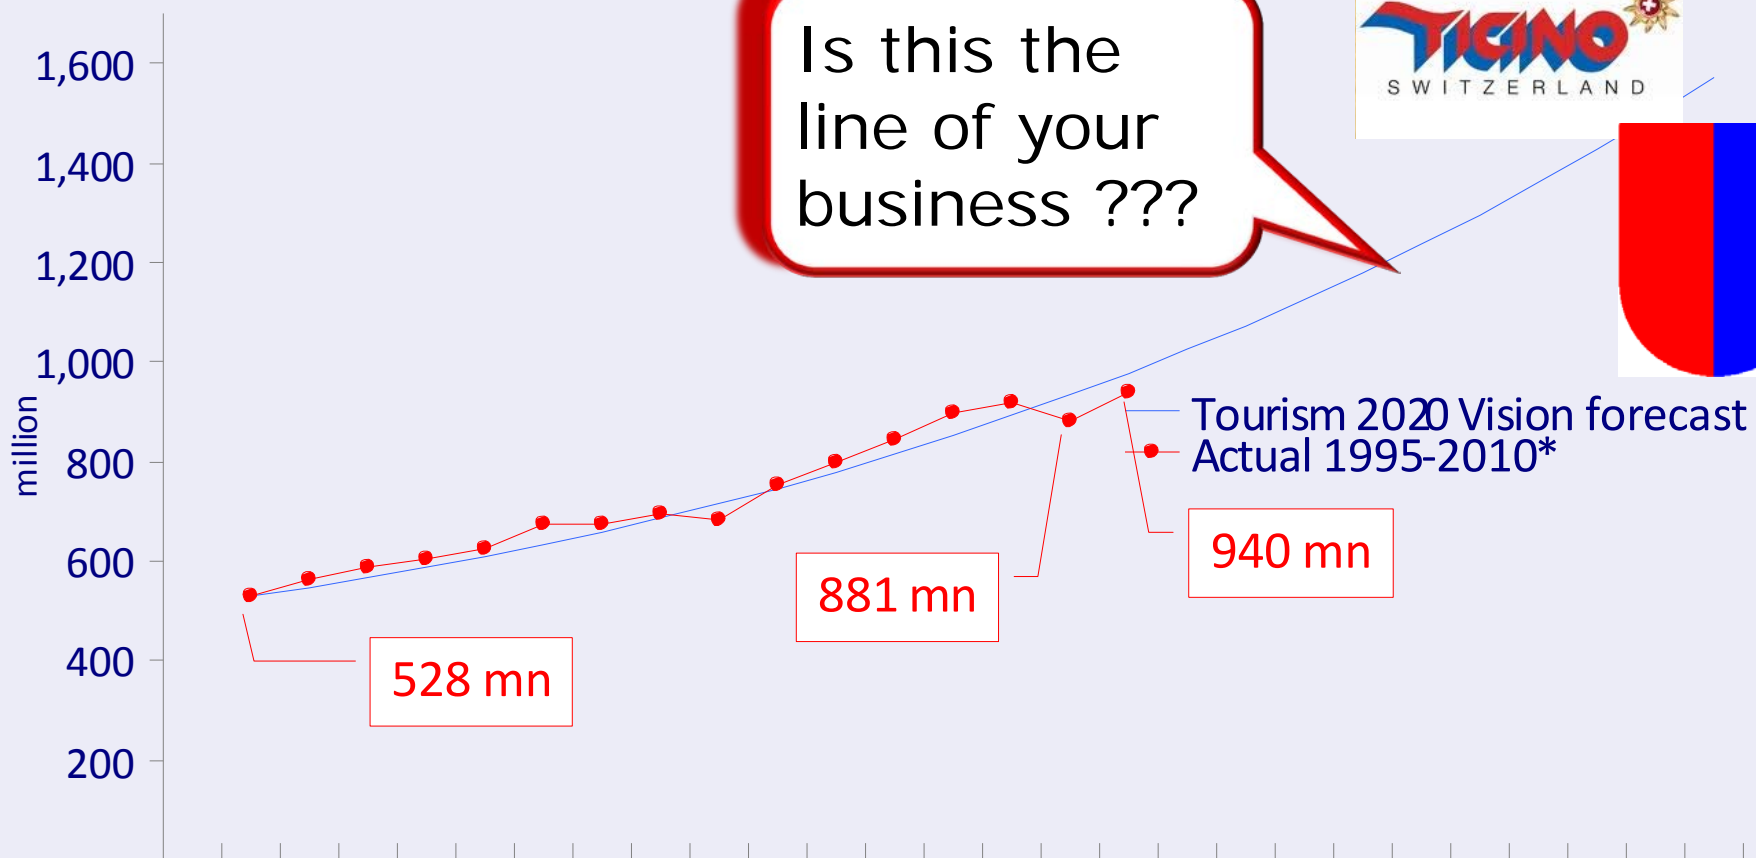 Is this the
line of your
business ???
TICINO
SWITZERLAND
1,600
1,400
1,200
1,000
800
600
400
200
million
Tourism 2020 Vision forecast
Actual 1995-2010*
528 mn
881 mn
940 mn